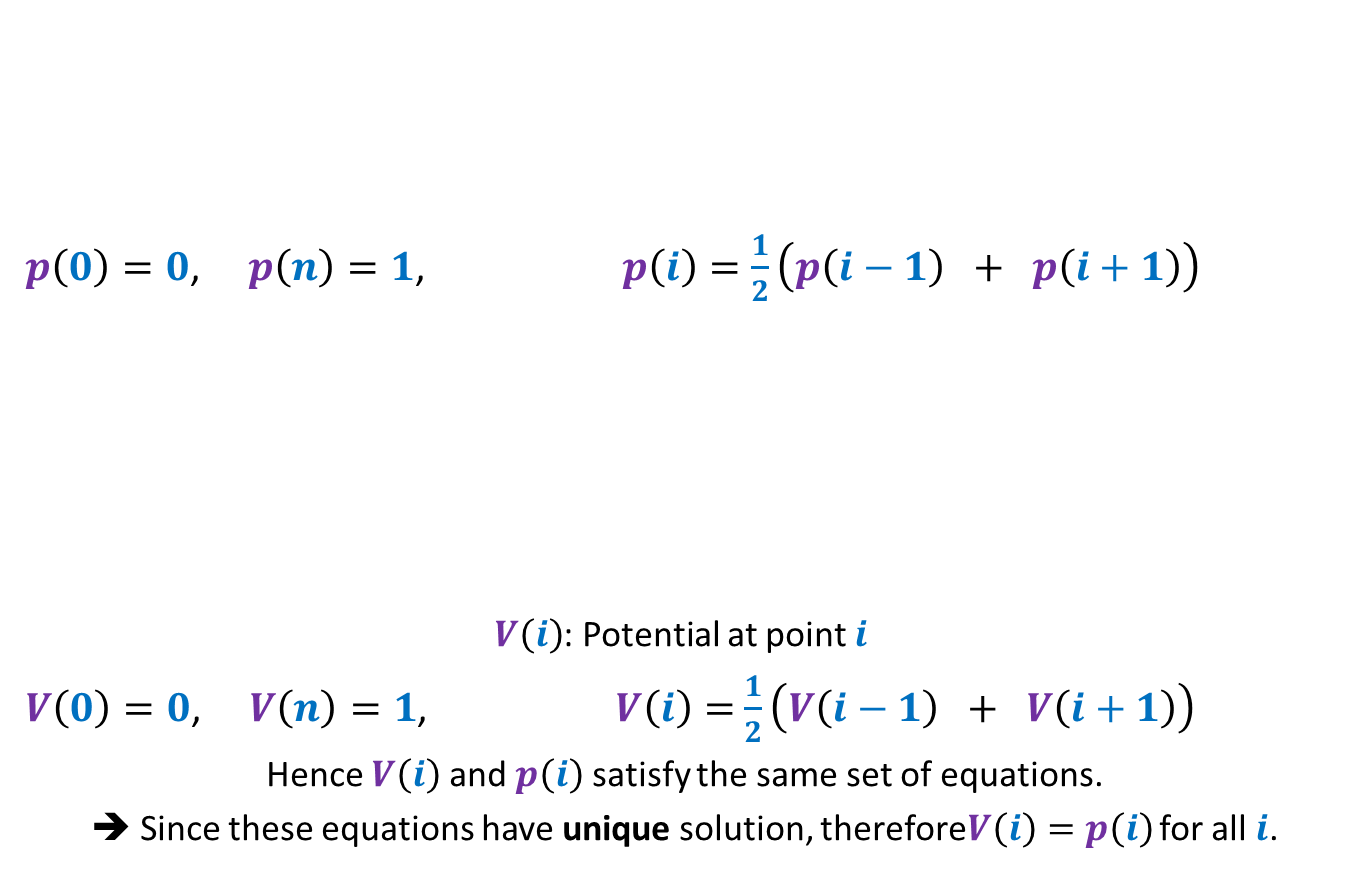 p(0) = 0, p(n) = 1, p(i) = 1/2 (p(i − 1) + p(i + 1))
V(i): Potential at point i
V(0) = 0, V(n) = 1, V(i) = 1/2 (V(i − 1) + V(i + 1))
Hence V(i) and p(i) satisfy the same set of equations.
➔ Since these equations have unique solution, therefore V(i) = p(i) for all i.